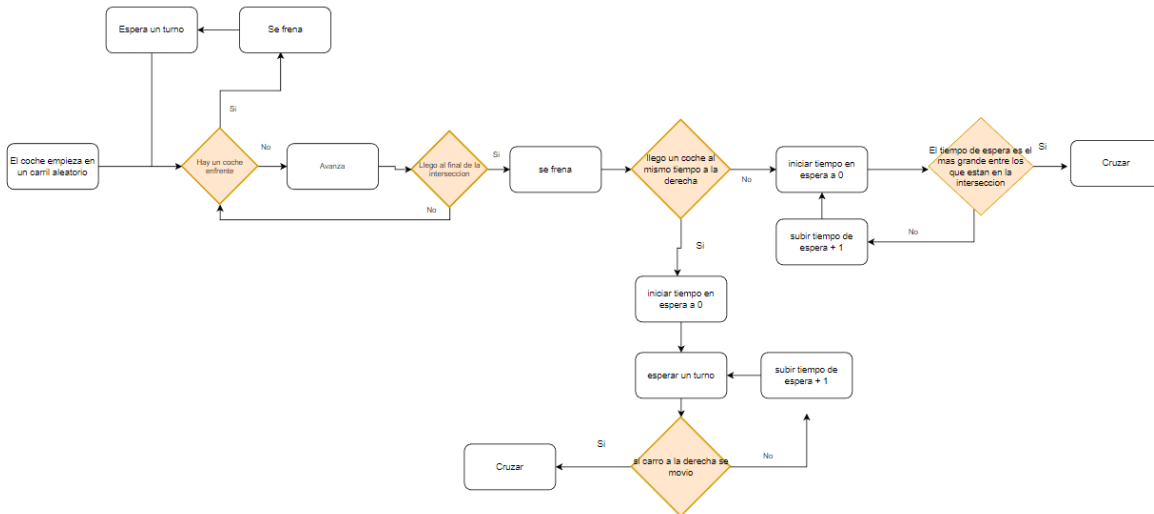 Espera un turno
Se frena
Si
El coche empieza en
un carril aleatorio
Hay un coche
enfrente
No
Avanza
Llego al final de la
interseccion
Si
No
se frena
llego un coche al
mismo tiempo a la
derecha
No
Si
iniciar tiempo en
espera a 0
El tiempo de espera es el
mas grande entre los
que estan en la
interseccion
Si
Cruzar
No
subir tiempo de
espera + 1
iniciar tiempo en
espera a 0
esperar un turno
subir tiempo de
espera + 1
si carro a la derecha se
movio
Si
No
Cruzar